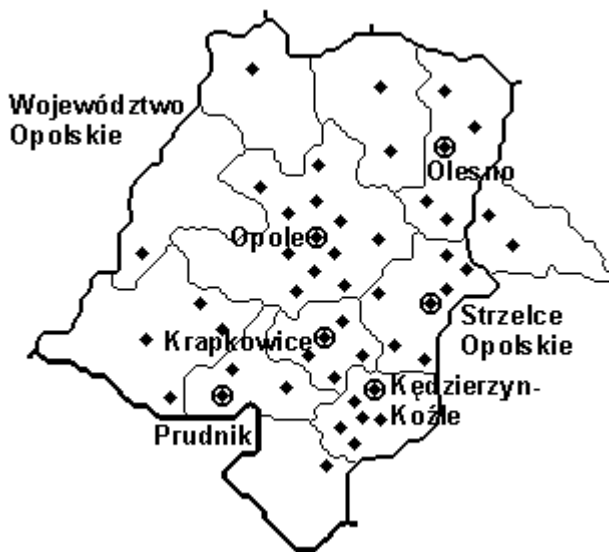 Województwo
Opolskie
Olesno
Opole
Strzelce
Opolskie
Krapkowice
Kędzierzyn-
Koźle
Prudnik